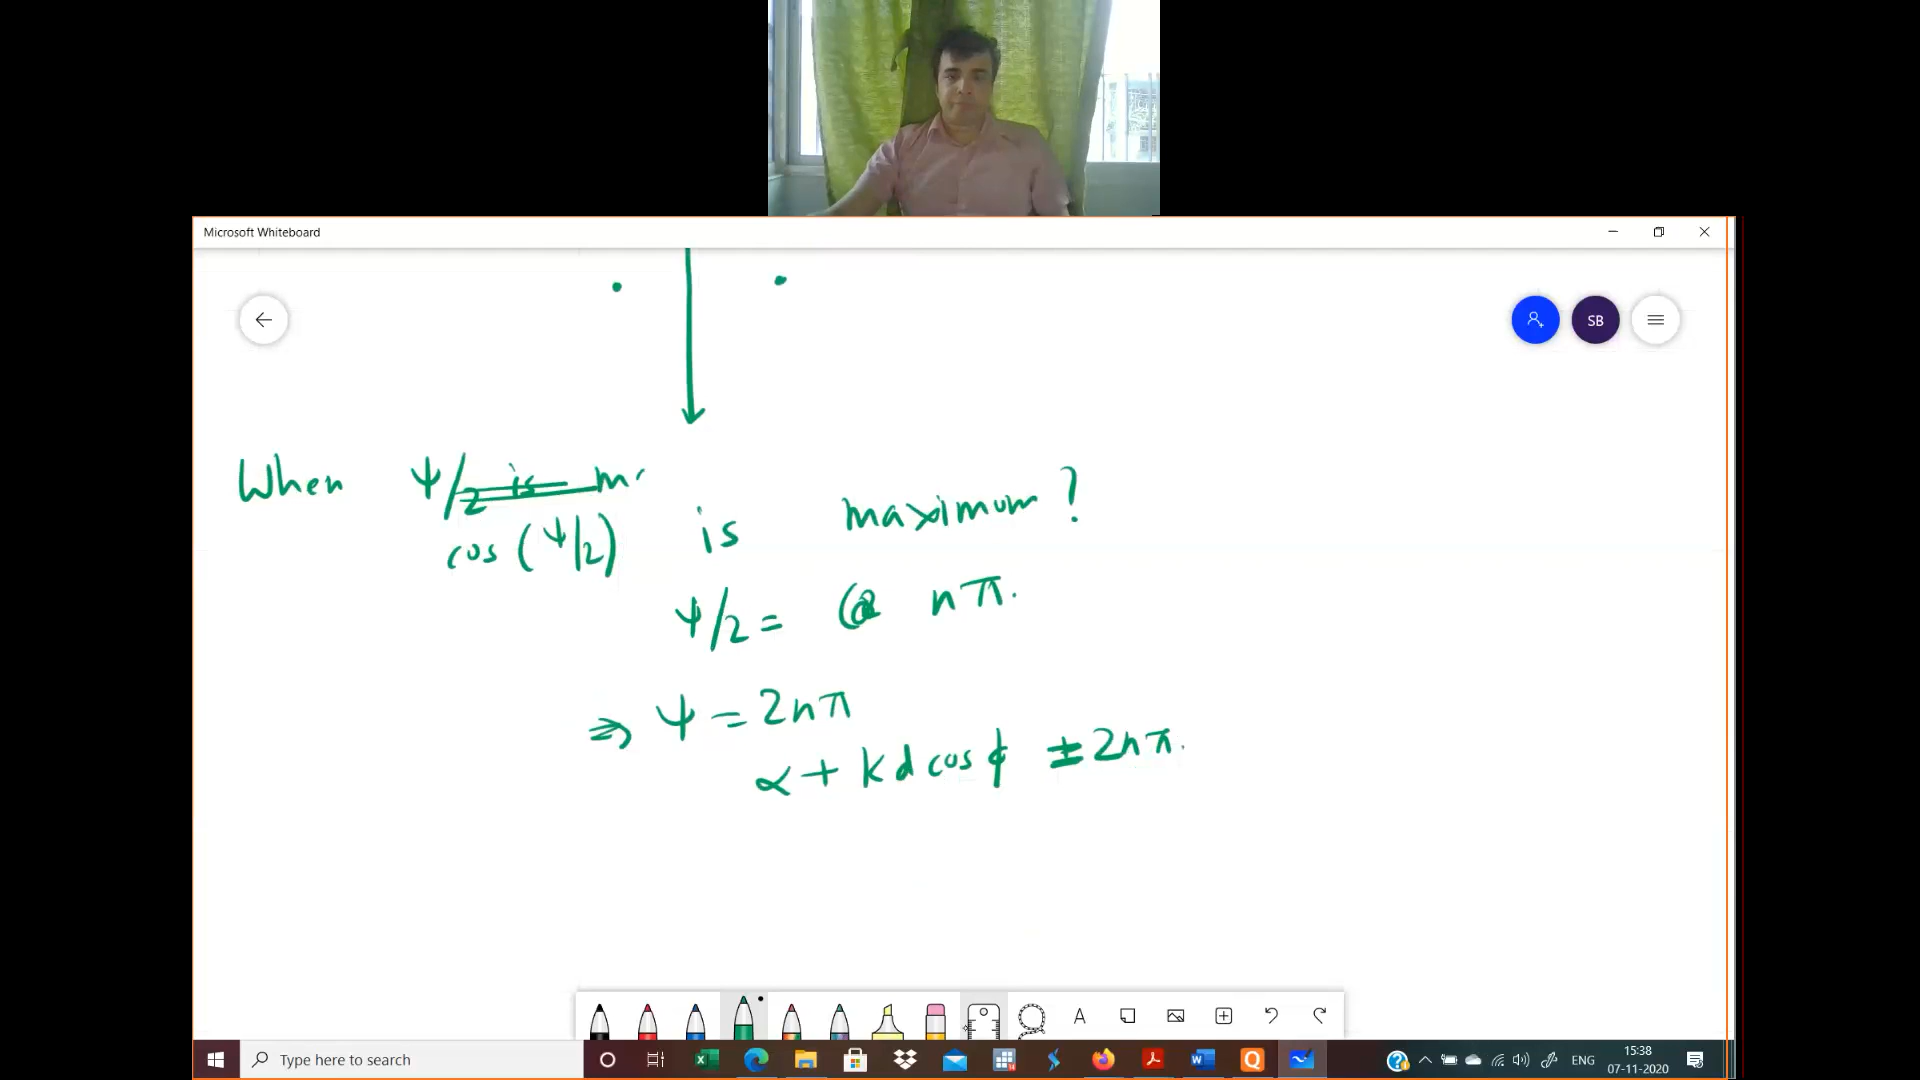 Microsoft Whiteboard
SB
When ψ/2 is
cos (ψ/2) is maximum?
ψ/2 = nπ.
⇒ ψ = 2nπ
α + kd cos ϕ ± 2nπ.
A
Type here to search
ENG
15:38
07-11-2020